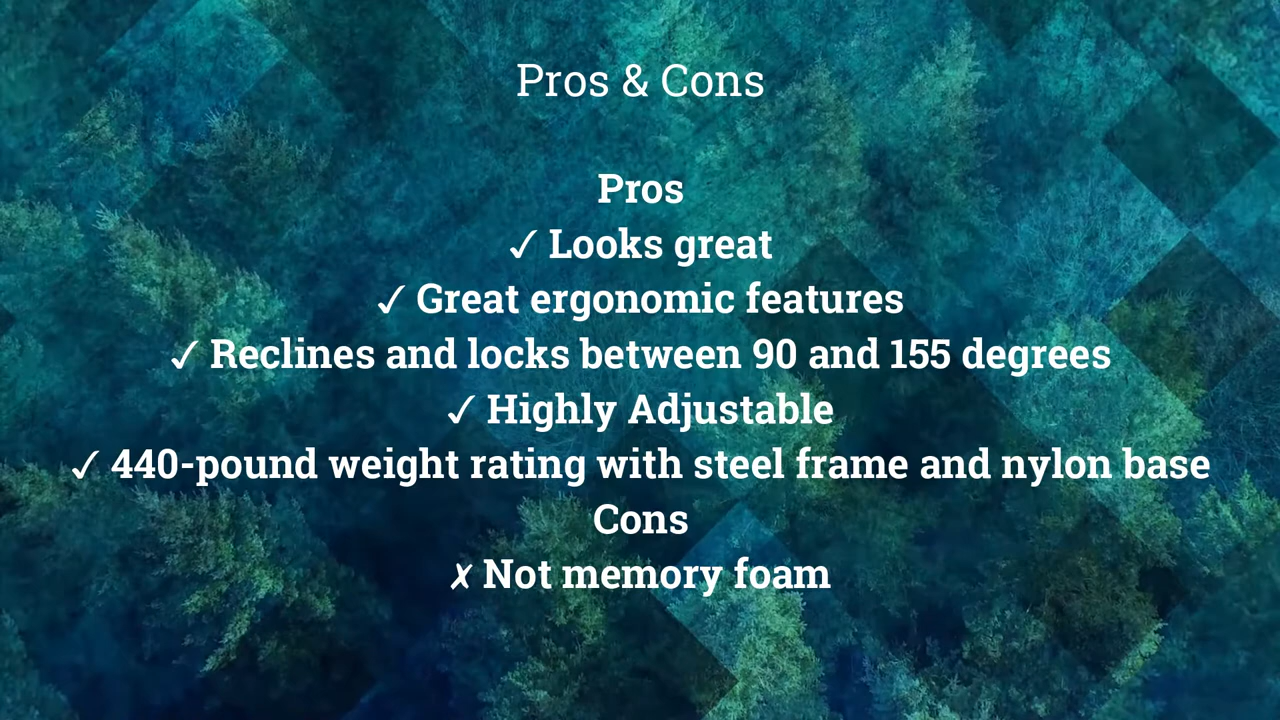 Pros & Cons
Pros
✓ Looks great
✓ Great ergonomic features
✓ Reclines and locks between 90 and 155 degrees
✓ Highly Adjustable
✓ 440-pound weight rating with steel frame and nylon base
Cons
✗ Not memory foam